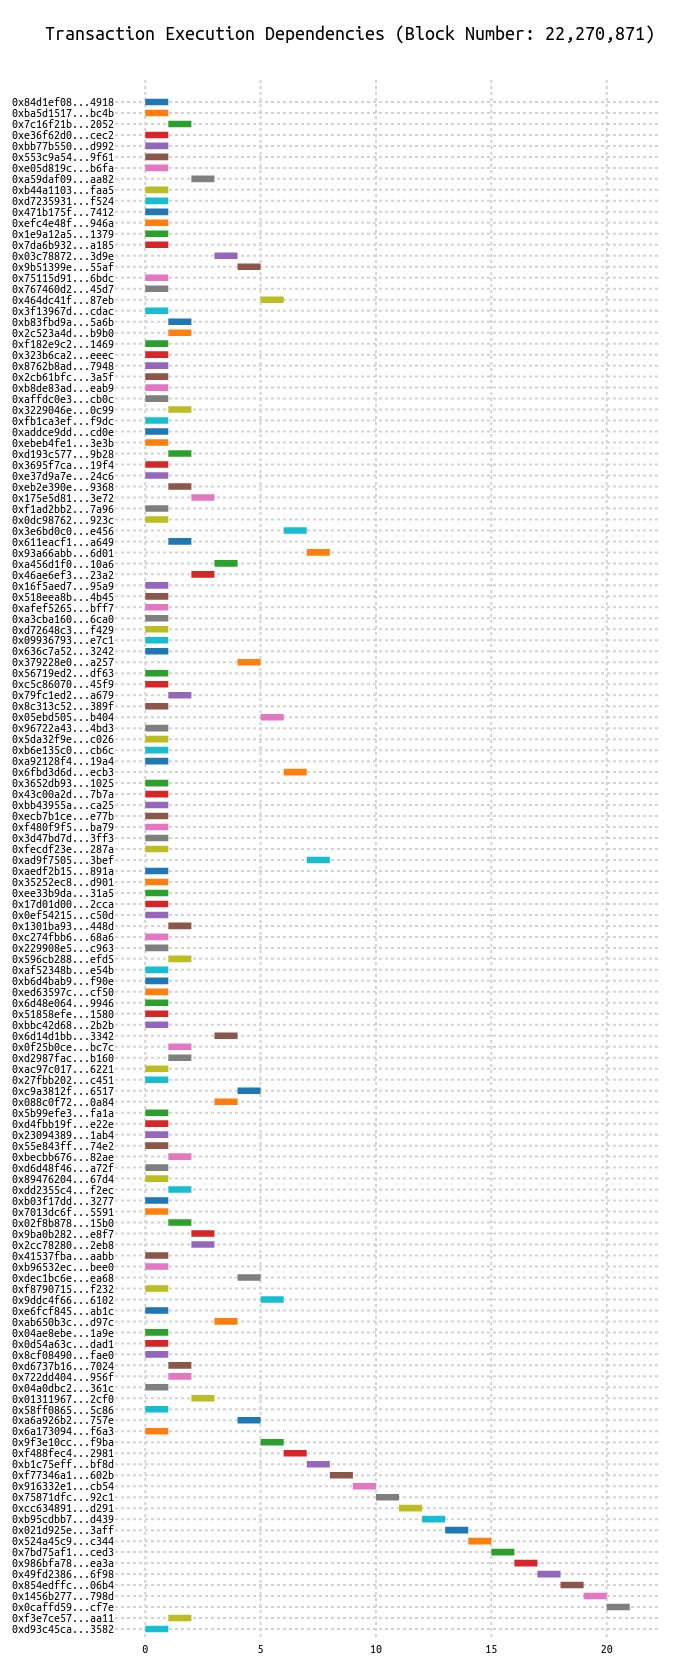 Transaction Execution Dependencies (Block Number: 22,270,871)
0x84d1ef08...4918
0xba5d1517...bc4b
0x7c16f21b...2052
0xe36f62d0...cec2
0xbb77b550...d992
0x553c9a54...9f61
0xe05d819c...b6fa
0xa59daf09...aa82
0xb44a1103...faa5
0xd7235931...f524
0x471b175f...7412
0xefc4e48f...946a
0x1e9a12a5...1379
0x7da6b932...a185
0x03c78872...3d9e
0x9b51399e...55af
0x75115d91...6bdc
0x767460d2...45d7
0x464dc41f...87eb
0x3f13967d...cdac
0xb83fbd9a...5a6b
0x2c523a4d...b9b0
0xf182e9c2...1469
0x323b6ca2...eeec
0x8762b8ad...7948
0x2cb61bfc...3a5f
0xb8de83ad...eab9
0xaffdc0e3...cb0c
0x3229046e...0c99
0xfb1ca3ef...f9dc
0xaddce9dd...cd0e
0xebeb4fe1...3e3b
0xd193c577...9b28
0x3695f7ca...19f4
0xe37d9a7e...24c6
0xeb2e390e...9368
0x175e5d81...3e72
0xf1ad2bb2...7a96
0x0dc98762...923c
0x3e6bd0c0...e456
0x611eacf1...a649
0x93a66abb...6d01
0xa456d1f0...10a6
0x46ae6ef3...23a2
0x16f5aed7...95a9
0x518eea8b...4b45
0xafef5265...bff7
0xa3cba160...6ca0
0xd72648c3...f429
0x09936793...e7c1
0x636c7a52...3242
0x379228e0...a257
0x56719ed2...df63
0xc5c86070...45f9
0x79fc1ed2...a679
0x8c313c52...389f
0x05ebd505...b404
0x96722a43...4bd3
0x5da32f9e...c026
0xb6e135c0...cb6c
0xa92128f4...19a4
0x6fbd3d6d...ecb3
0x3652db93...1025
0x43c00a2d...7b7a
0xbb43955a...ca25
0xecb7b1ce...e77b
0xf480f9f5...ba79
0x3d47bd7d...3ff3
0xfecdf23e...287a
0xad9f7505...3bef
0xaedf2b15...891a
0x35252ec8...d901
0xee33b9da...31a5
0x17d01d00...2cca
0x0ef54215...c50d
0x1301ba93...448d
0xc274fbb6...68a6
0x229908e5...c963
0x596cb288...efd5
0xaf52348b...e54b
0xb6d4bab9...f90e
0xed63597c...cf50
0x6d48e064...9946
0x51858efe...1580
0xbbc42d68...2b2b
0x6d14d1bb...3342
0x0f25b0ce...bc7c
0xd2987fac...b160
0xac97c017...6221
0x27fbb202...c451
0xc9a3812f...6517
0x088c0f72...0a84
0x5b99efe3...fa1a
0xd4fbb19f...e22e
0x23094389...1ab4
0x55e843ff...74e2
0xbecbb676...82ae
0xd6d48f46...a72f
0x89476204...67d4
0xdd2355c4...f2ec
0xb03f17dd...3277
0x7013dc6f...5591
0x02f8b878...15b0
0x9ba0b282...e8f7
0x2cc78280...2eb8
0x41537fba...aabb
0xb96532ec...bee0
0xdec1bc6e...ea68
0xf8790715...f232
0x9ddc4f66...6102
0xe6fcf845...ab1c
0xab650b3c...d97c
0x04ae8ebe...1a9e
0x0d54a63c...dad1
0x8cf08490...fae0
0xd6737b16...7024
0x722dd404...956f
0x04a0dbc2...361c
0x01311967...2cf0
0x58ff0865...5c86
0xa6a926b2...757e
0x6a173094...f6a3
0x9f3e10cc...f9ba
0xf488fec4...2981
0xb1c75eff...bf8d
0xf77346a1...602b
0x916332e1...cb54
0x75871dfc...92c1
0xcc634891...d291
0xb95cdbb7...d439
0x021d925e...3aff
0x524a45c9...c344
0x7bd75af1...ced3
0x986bfa78...ea3a
0x49fd2386...6f98
0x854edffc...06b4
0x1456b277...798d
0x0caffd59...cf7e
0xf3e7ce57...aa11
0xd93c45ca...3582
0 5 10 15 20